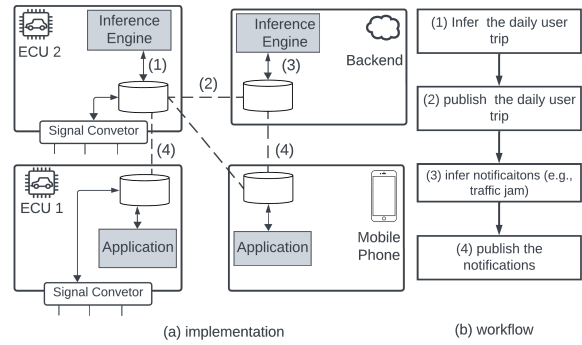 Inference
Engine
ECU 2
(1)
Signal Convetor
(2)
Inference
Engine
(3)
Backend
(4)
(4)
ECU 1
Application
Signal Convetor
Application
Mobile
Phone
(a) implementation
(1) Infer the daily user
trip
(2) publish the daily user
trip
(3) infer notificaitons (e.g.,
traffic jam)
(4) publish the
notifications
(b) workflow